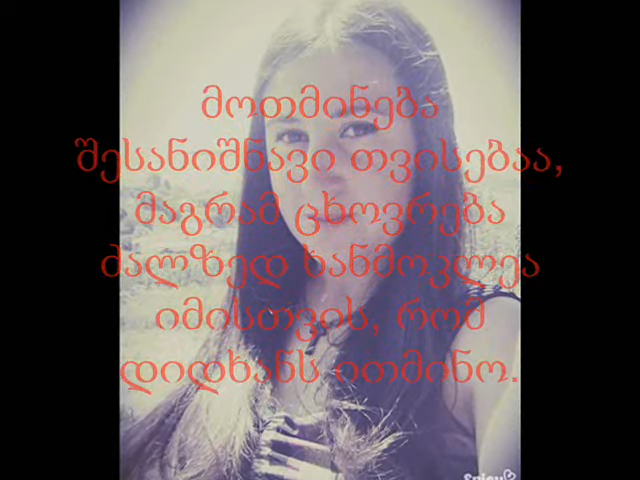 მოთმინება
შესანიშნავი თვისებაა,
მაგრამ ცხოვრება
ძალზედ ხანმოკლეა
იმისთვის, რომ
დიდხანს ითმინო.